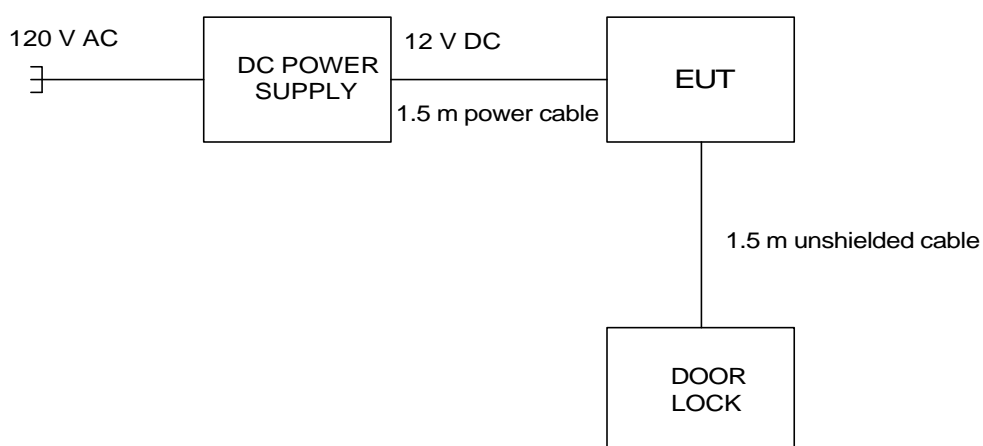 120 V AC
DC POWER
SUPPLY
12 V DC
1.5 m power cable
EUT
1.5 m unshielded cable
DOOR
LOCK